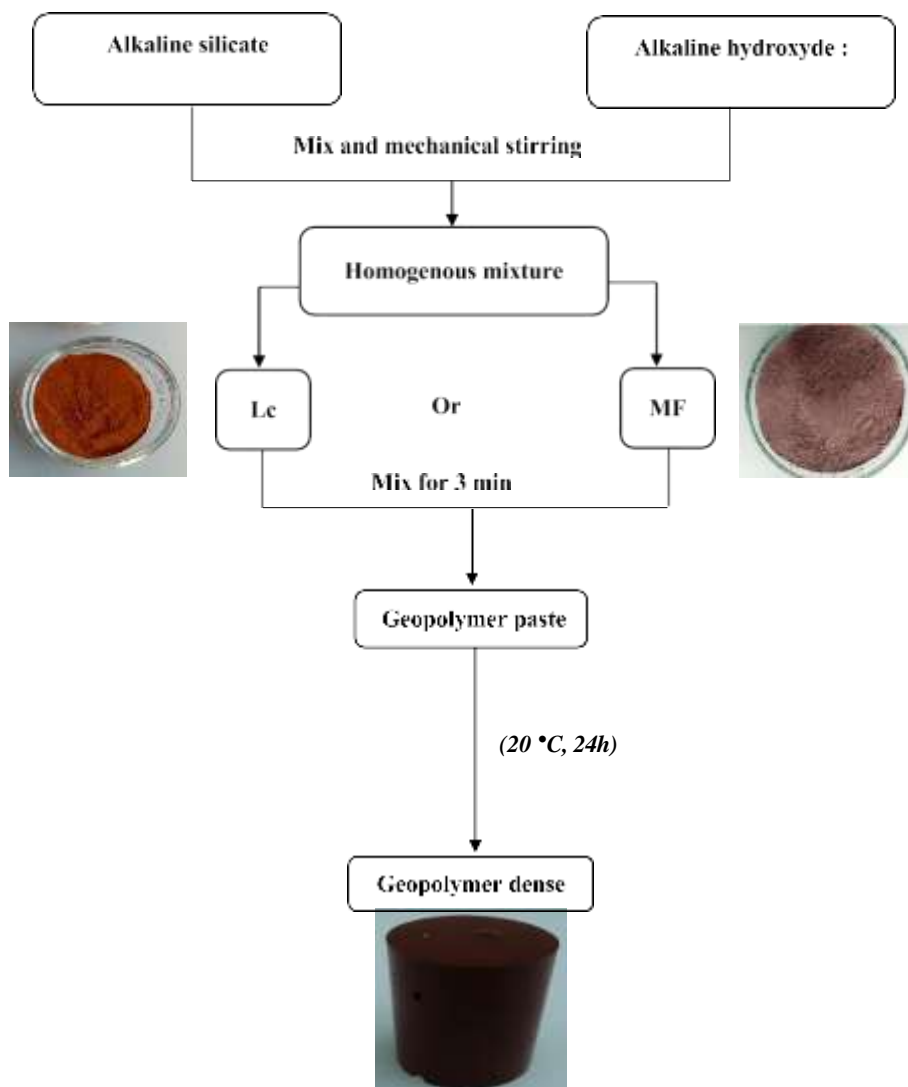 Alkaline silicate
Alkaline hydroxyde :
Mix and mechanical stirring
Homogenous mixture
Lc
Or
MF
Mix for 3 min
Geopolymer paste
(20 °C, 24h)
Geopolymer dense